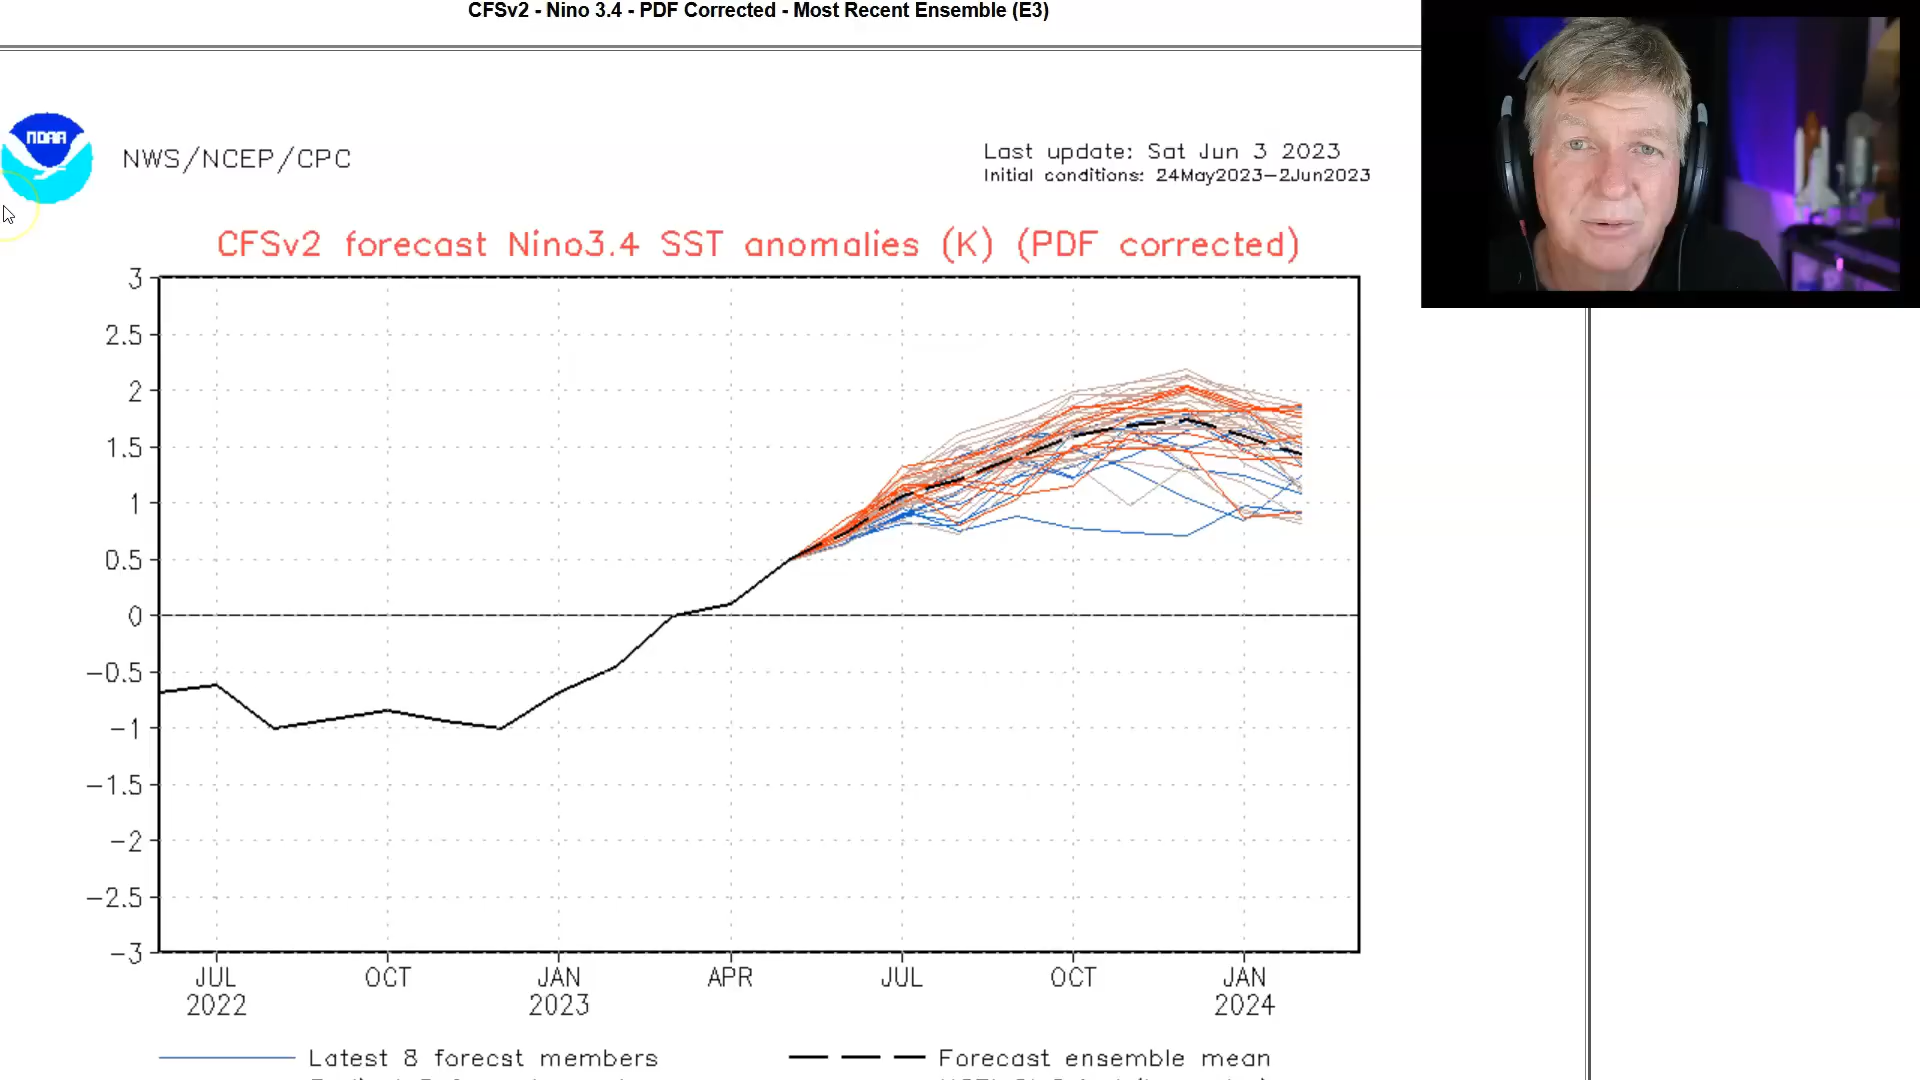 CFSv2 - Nino 3.4 - PDF Corrected - Most Recent Ensemble (E3)
NOAA
NWS/NCEP/CPC
Last update: Sat Jun 3 2023
Initial conditions: 24May2023–2Jun2023
CFSv2 forecast Nino3.4 SST anomalies (K) (PDF corrected)
3
2.5
2
1.5
1
0.5
0
−0.5
−1
−1.5
−2
−2.5
−3
JUL OCT JAN APR JUL OCT JAN
2022 2023 2024
Latest 8 forecst members
Forecast ensemble mean